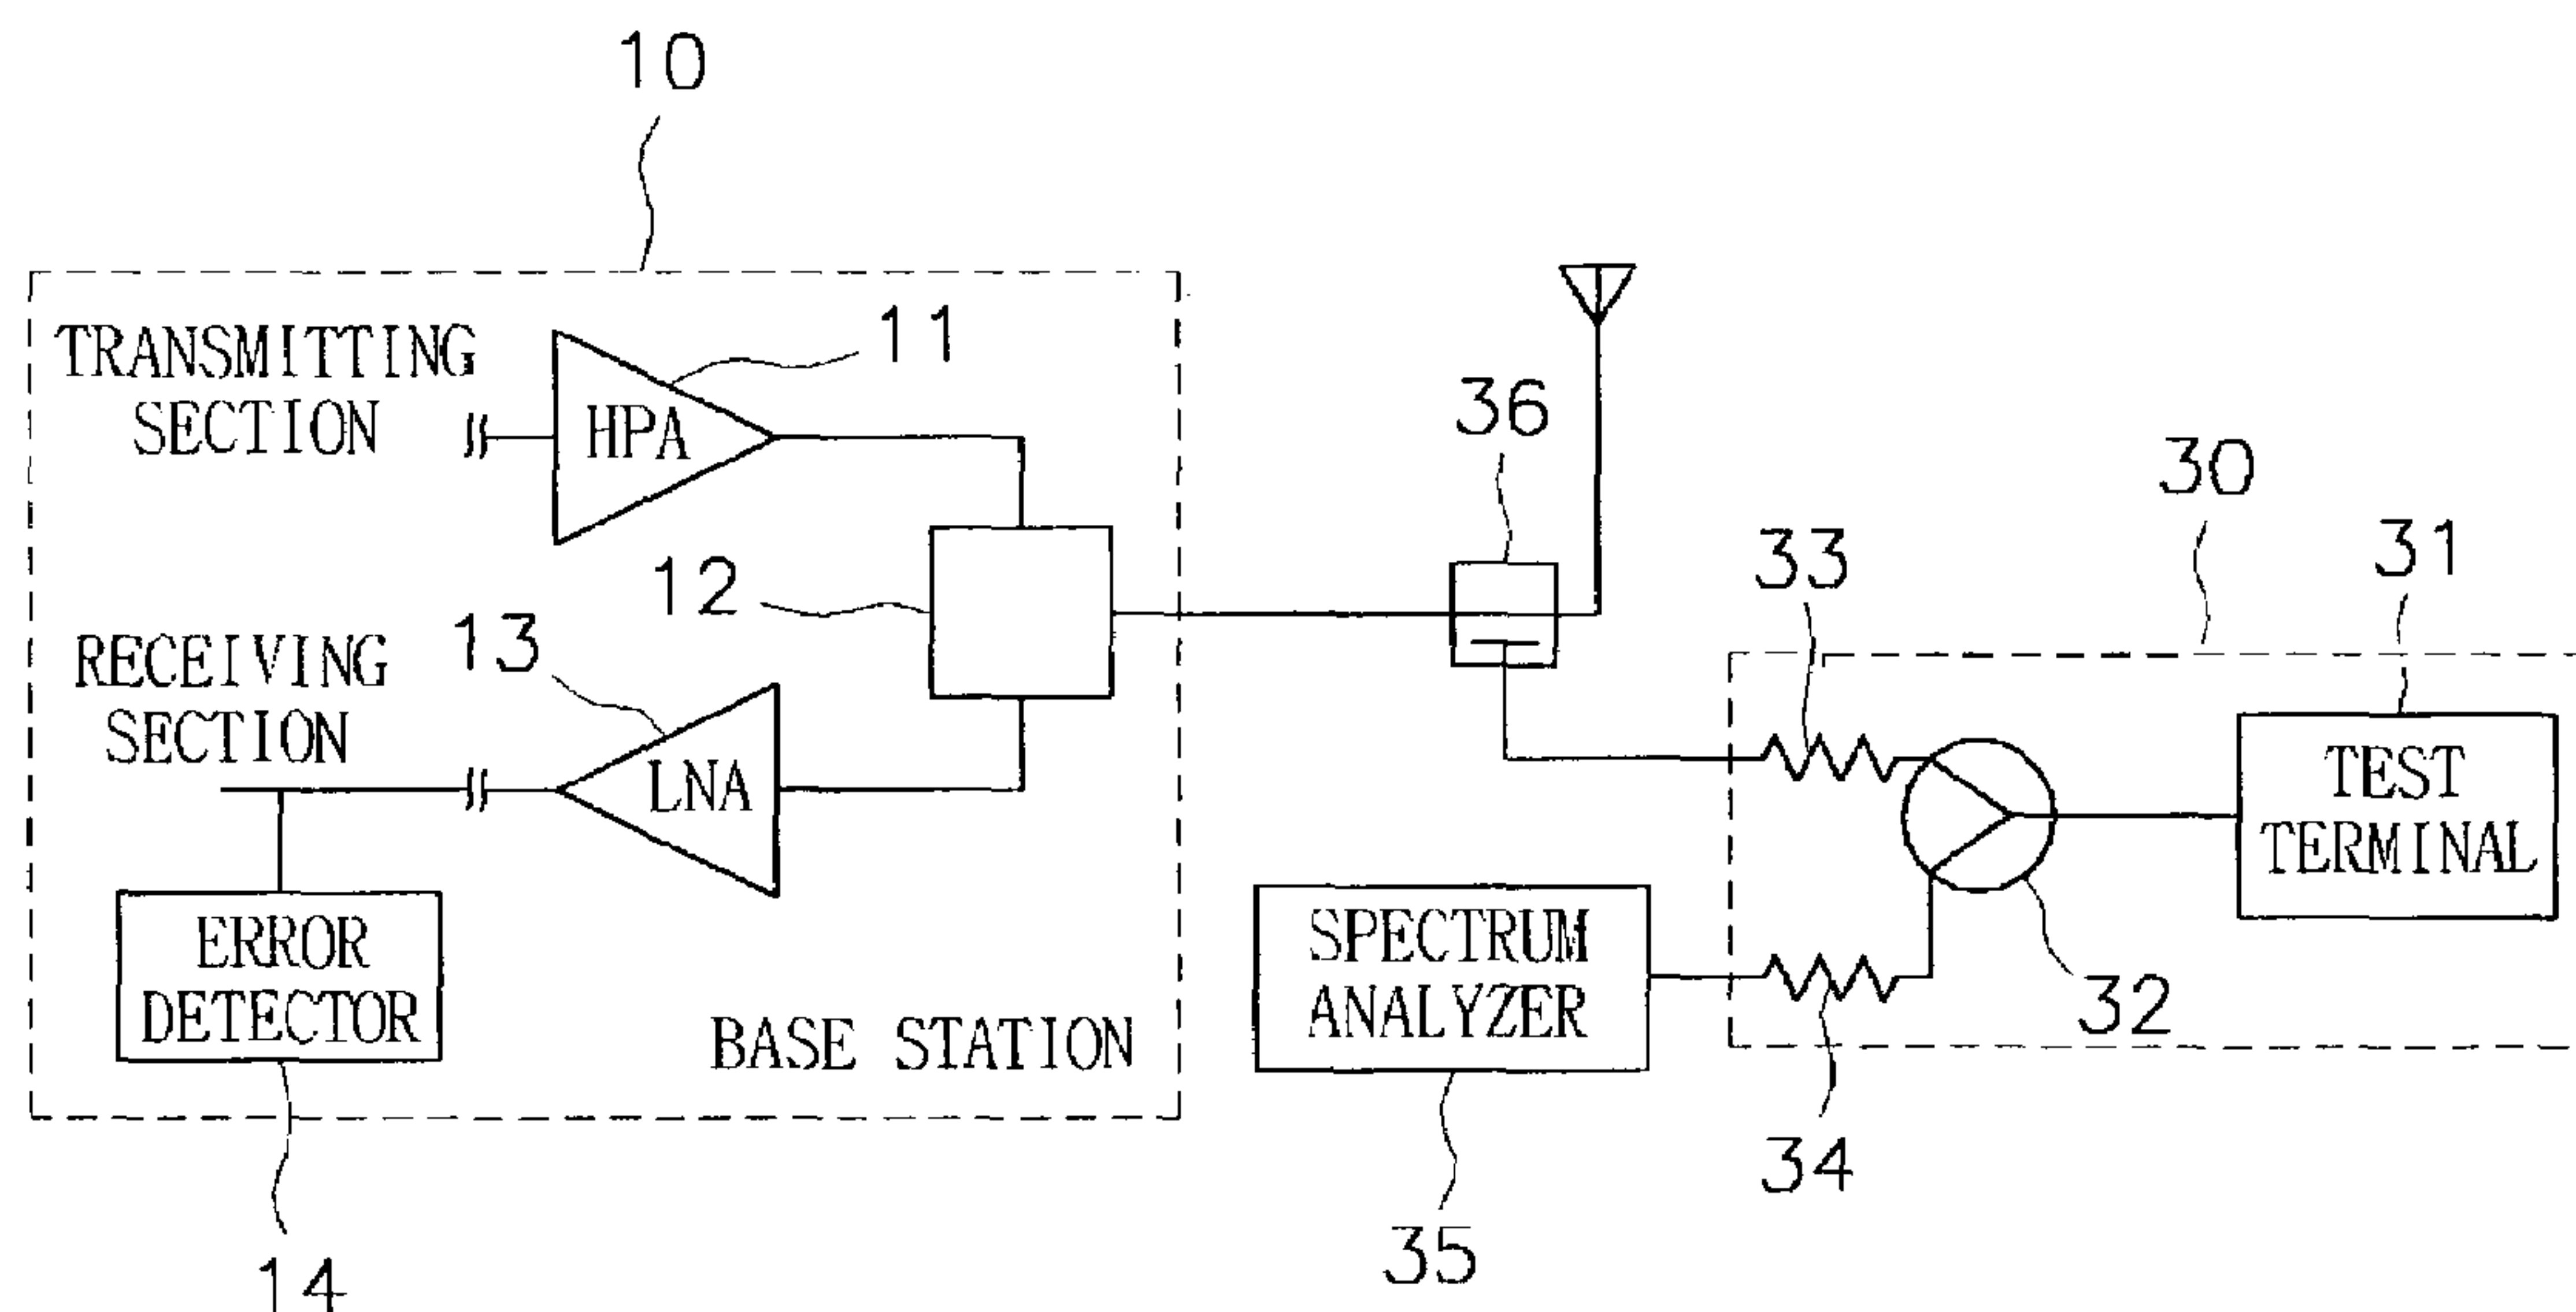 10
TRANSMITTING
SECTION
HPA
11
36
30
33
31
12
13
RECEIVING
SECTION
LNA
TEST
TERMINAL
ERROR
DETECTOR
SPECTRUM
ANALYZER
32
BASE STATION
34
35
14